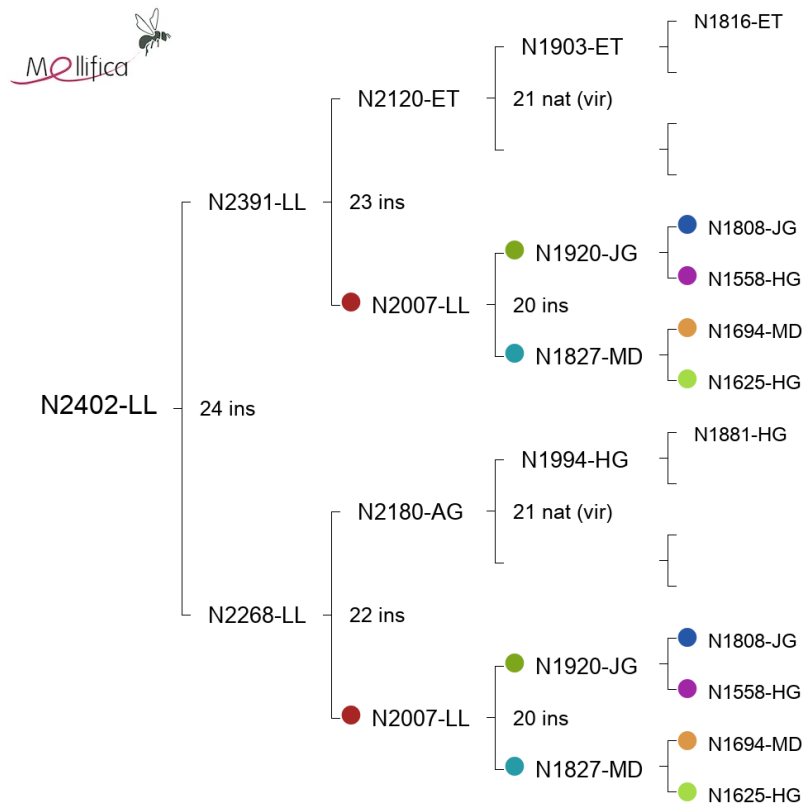 Mellifica
N1816-ET
N1903-ET
N2120-ET
21 nat (vir)
N2391-LL
23 ins
N1808-JG
N1920-JG
N1558-HG
N2007-LL
20 ins
N1694-MD
N1827-MD
N1625-HG
N2402-LL
24 ins
N1881-HG
N1994-HG
N2180-AG
21 nat (vir)
N2268-LL
22 ins
N1808-JG
N1920-JG
N1558-HG
N2007-LL
20 ins
N1694-MD
N1827-MD
N1625-HG